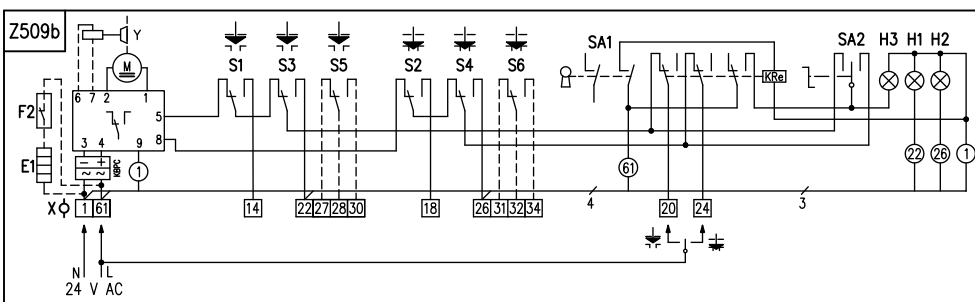 Z509b
Y
M
6 7 2 1
5
8
3 4 9
F2
E1
KBPC
1
S1 S3 S5 S2 S4 S6
SA1
KRe
SA2 H3 H1 H2
61
22 26 1
X
1 61 14 22 27 28 30 18 26 31 32 34 4 20 24 3
N L
24 V AC